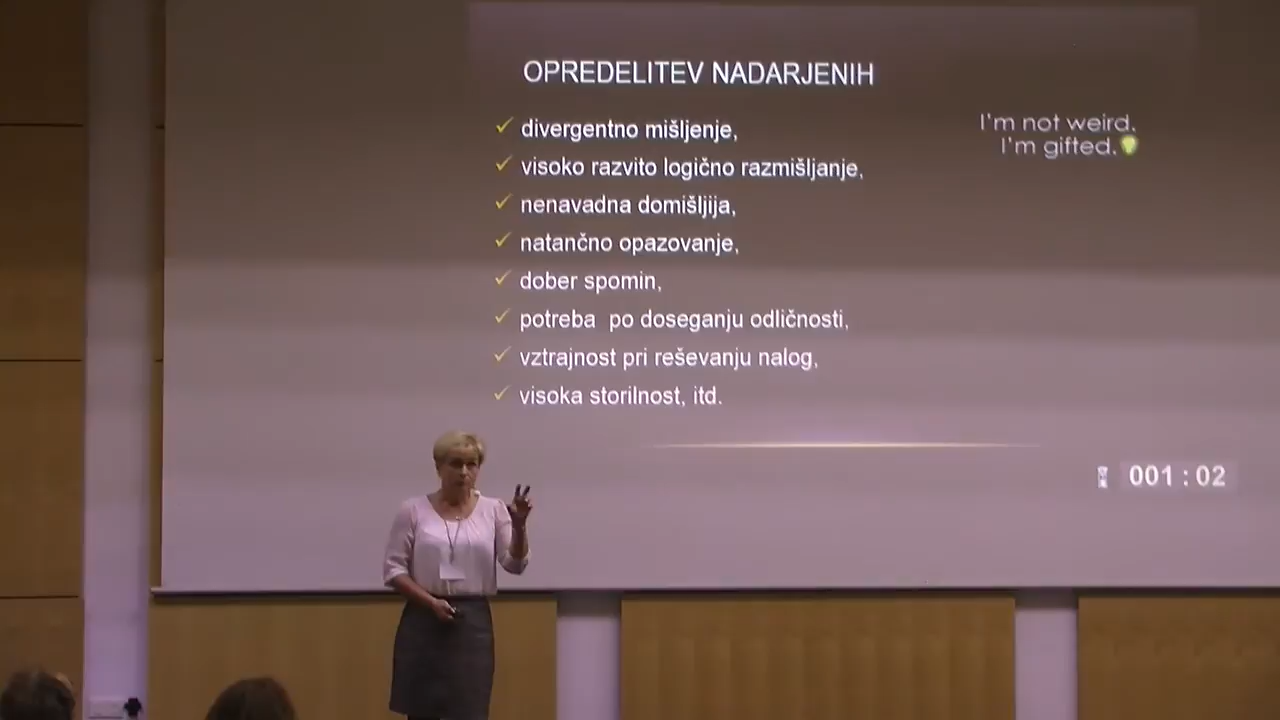 OPREDELITEV NADARJENIH
divergentno mišljenje,
visoko razvito logično razmišljanje,
nenavadna domišljija,
natančno opazovanje,
dober spomin,
potreba po doseganju odličnosti,
vztrajnost pri reševanju nalog,
visoka storilnost, itd.
I'm not weird.
I'm gifted.
001 : 02